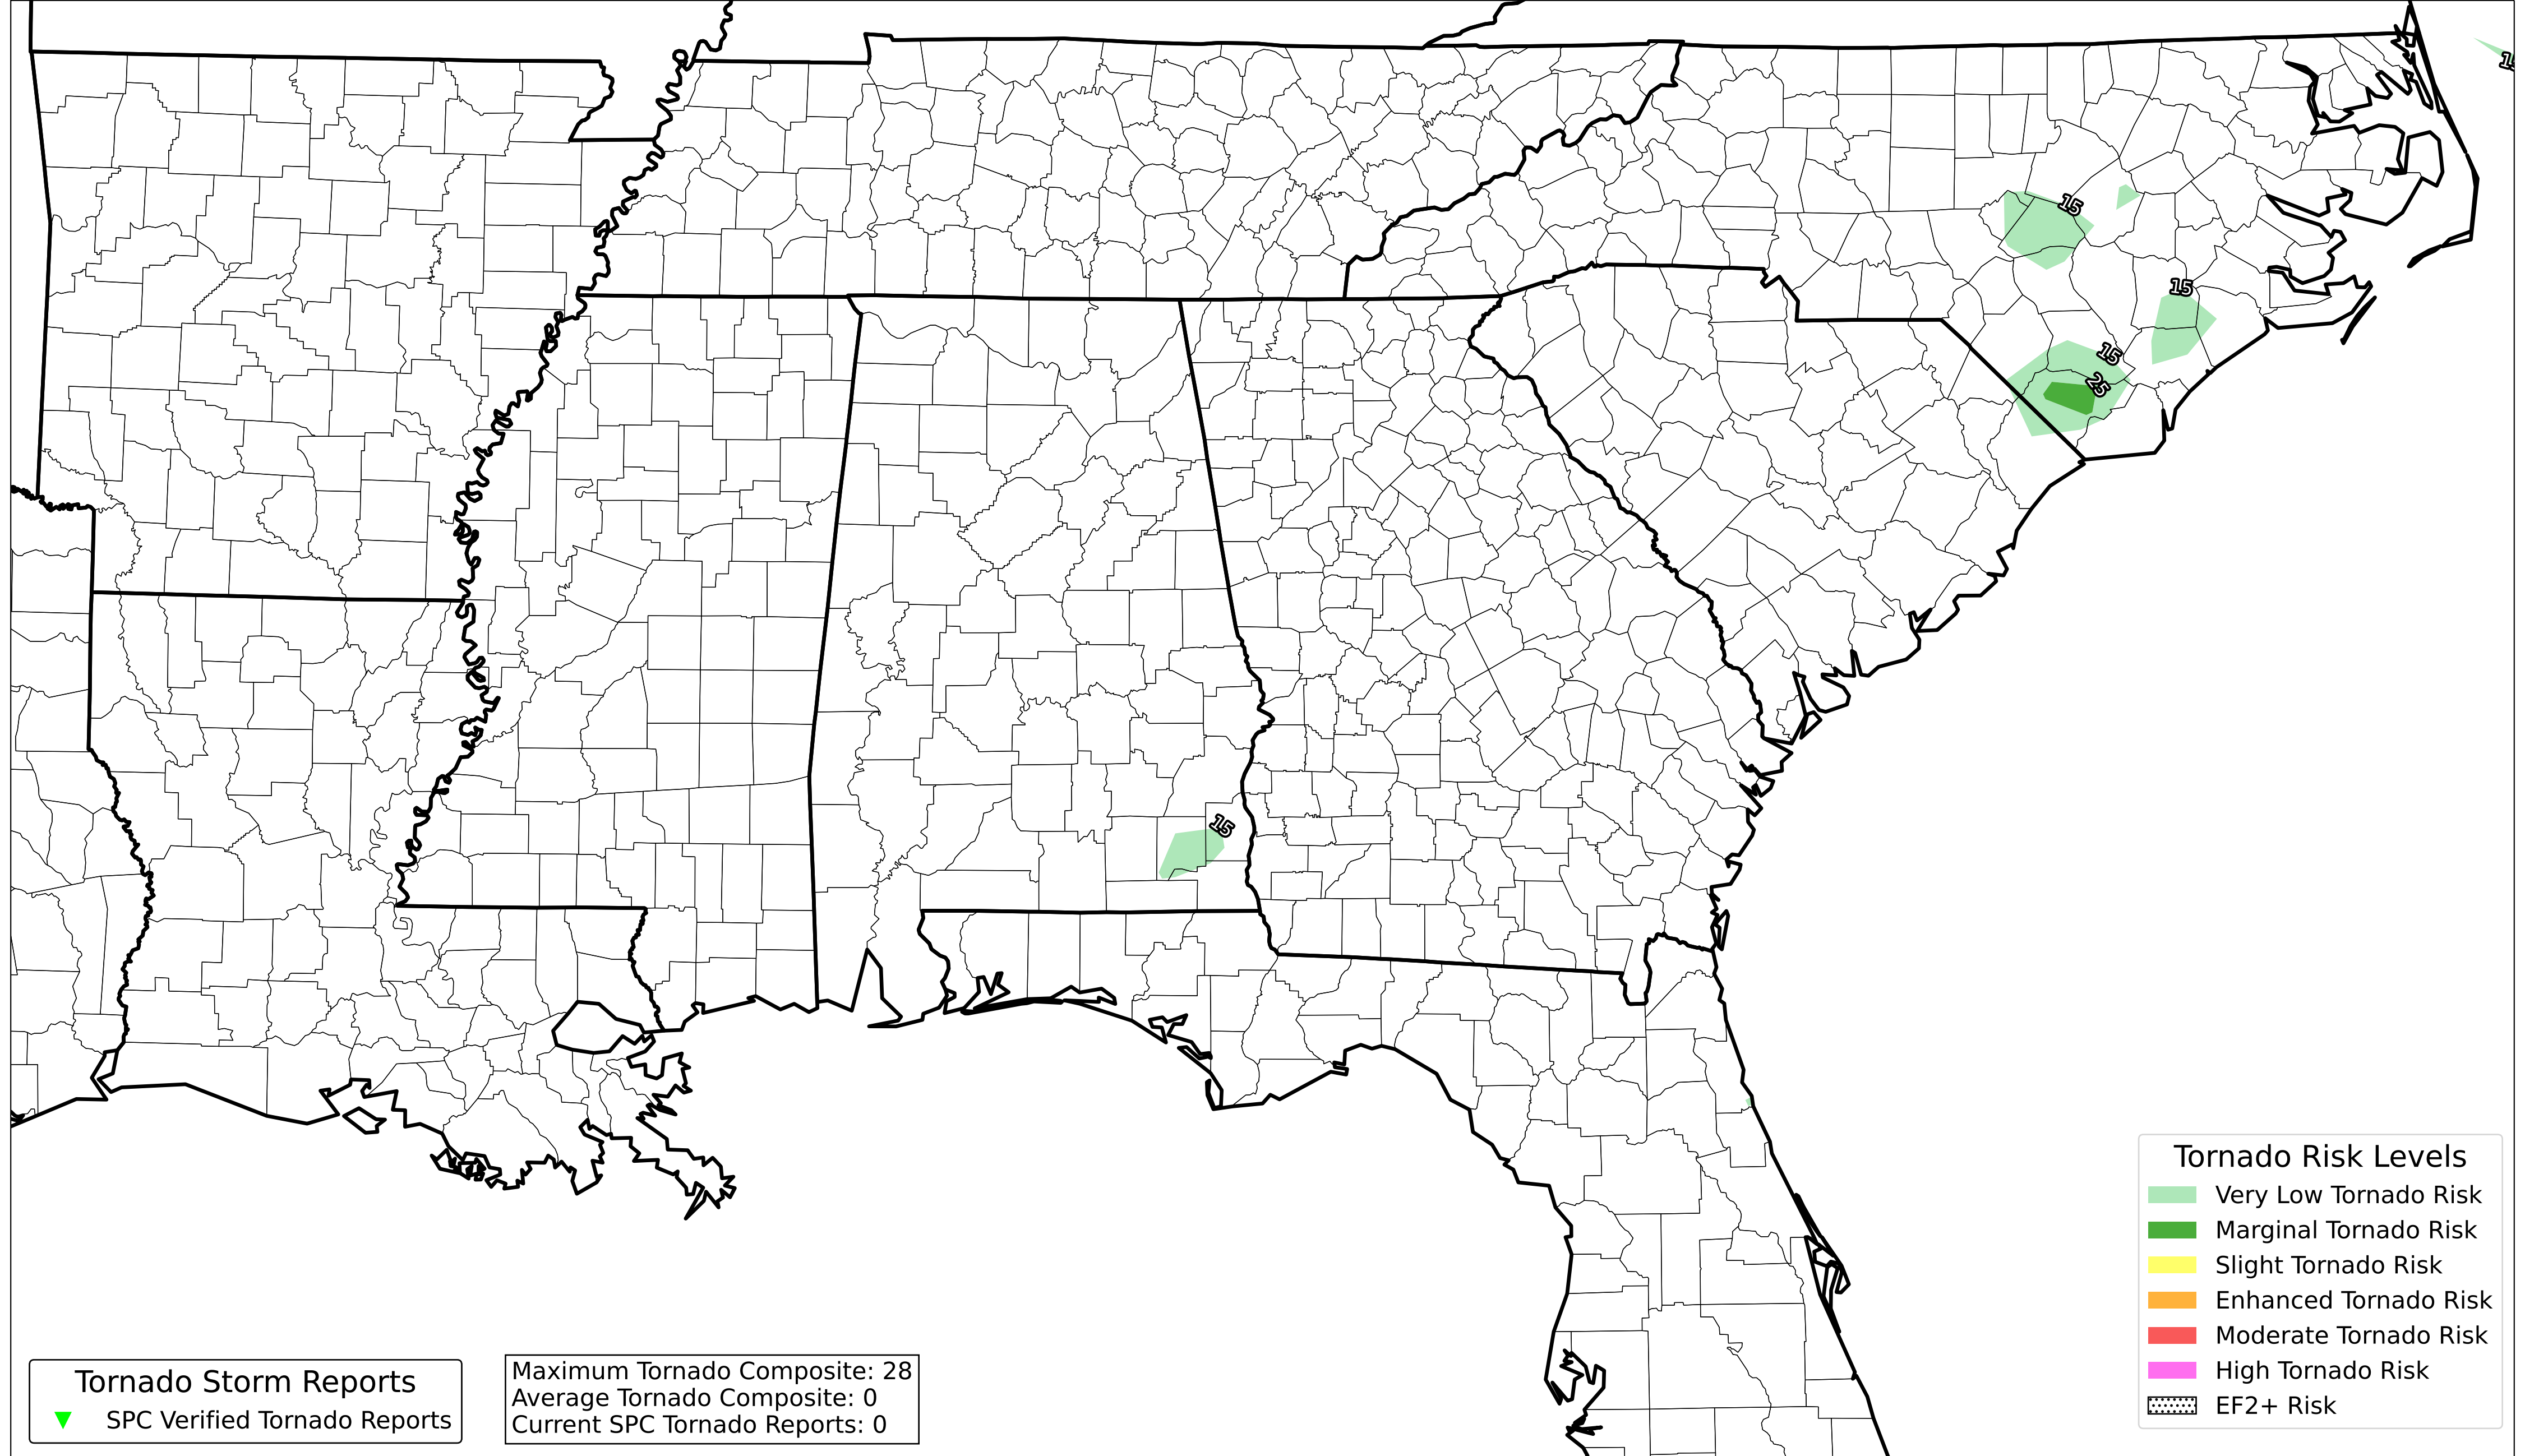 15
15
15
15
25
15
Tornado Risk Levels
Very Low Tornado Risk
Marginal Tornado Risk
Slight Tornado Risk
Enhanced Tornado Risk
Moderate Tornado Risk
High Tornado Risk
EF2+ Risk
Tornado Storm Reports
SPC Verified Tornado Reports
Maximum Tornado Composite: 28
Average Tornado Composite: 0
Current SPC Tornado Reports: 0